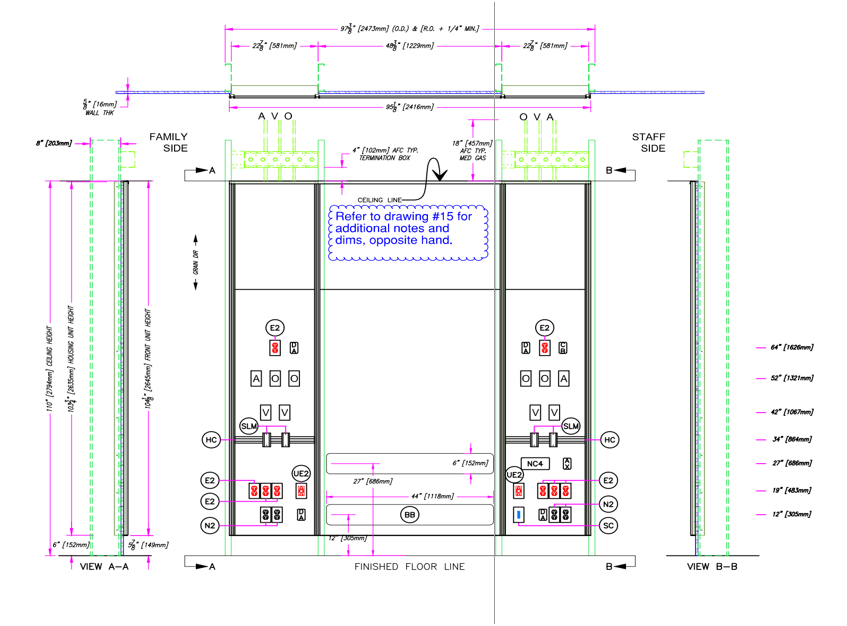 97 3/8" [2473mm] (O.D.) & [R.O. + 1/4" MIN.]
22 7/8" [581mm]
48 3/8" [1229mm]
22 7/8" [581mm]
5/8" [16mm]
WALL THK
95 1/8" [2416mm]
A V O
O V A
8" [203mm]
FAMILY
SIDE
4" [102mm] AFC TYP.
TERMINATION BOX
18" [457mm]
AFC TYP.
MED GAS
STAFF
SIDE
A
B
CEILING LINE
Refer to drawing #15 for
additional notes and
dims, opposite hand.
GRAIN DIR
110" [2794mm] CEILING HEIGHT
[2635mm] HOUSING UNIT HEIGHT
[2645mm] FRONT UNIT HEIGHT
E2
E2
DA
DA
CB
64" [1626mm]
A O O
O O A
52" [1321mm]
V V
V V
42" [1067mm]
SLM
SLM
HC
HC
34" [864mm]
6" [152mm]
NC4
AV
27" [686mm]
E2
UE2
27" [686mm]
UE2
E2
44" [1118mm]
19" [483mm]
E2
N2
N2
DA
BB
DA
12" [305mm]
SC
12" [305mm]
6" [152mm]
5 7/8" [149mm]
VIEW A-A
A
FINISHED FLOOR LINE
B
VIEW B-B